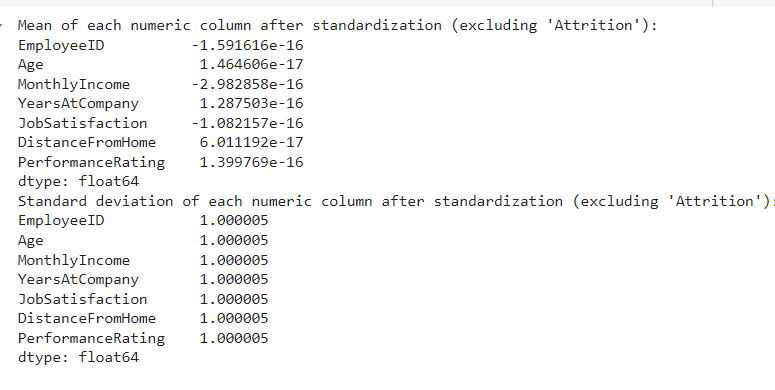 Mean of each numeric column after standardization (excluding 'Attrition'):
EmployeeID -1.591616e-16
Age 1.464606e-17
MonthlyIncome -2.982858e-16
YearsAtCompany 1.287503e-16
JobSatisfaction -1.082157e-16
DistanceFromHome 6.011192e-17
PerformanceRating 1.399769e-16
dtype: float64
Standard deviation of each numeric column after standardization (excluding 'Attrition'):
EmployeeID 1.000005
Age 1.000005
MonthlyIncome 1.000005
YearsAtCompany 1.000005
JobSatisfaction 1.000005
DistanceFromHome 1.000005
PerformanceRating 1.000005
dtype: float64